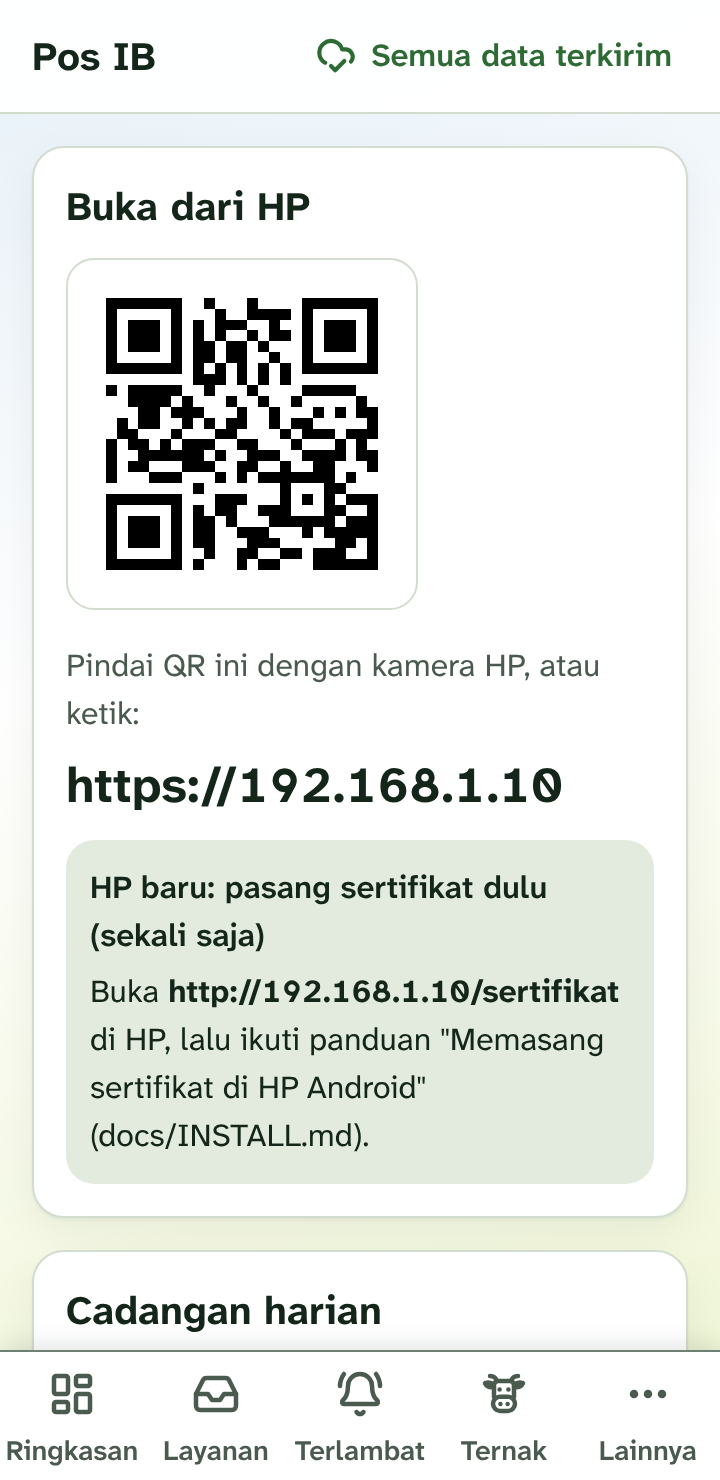 Pos IB
Semua data terkirim
Buka dari HP
Pindai QR ini dengan kamera HP, atau
ketik:
https://192.168.1.10
HP baru: pasang sertifikat dulu
(sekali saja)
Buka http://192.168.1.10/sertifikat
di HP, lalu ikuti panduan "Memasang
sertifikat di HP Android"
(docs/INSTALL.md).
Cadangan harian
Ringkasan
Layanan
Terlambat
Ternak
Lainnya